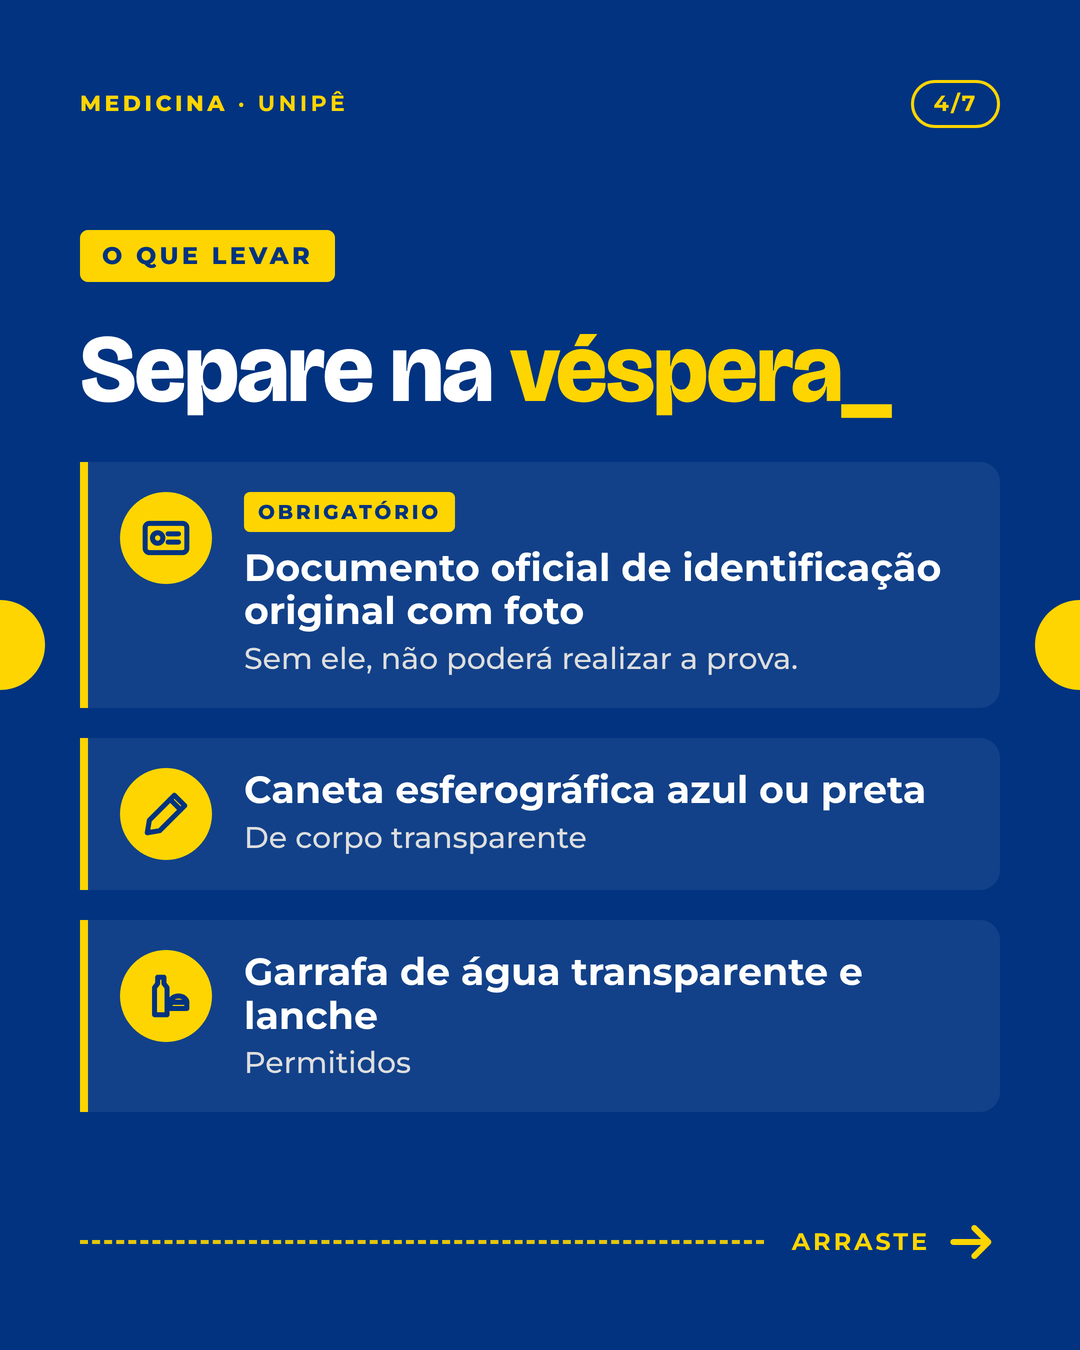 MEDICINA · UNIPÊ
4/7
O QUE LEVAR
Separe na véspera_
OBRIGATÓRIO
Documento oficial de identificação
original com foto
Sem ele, não poderá realizar a prova.
Caneta esferográfica azul ou preta
De corpo transparente
Garrafa de água transparente e
lanche
Permitidos
ARRASTE